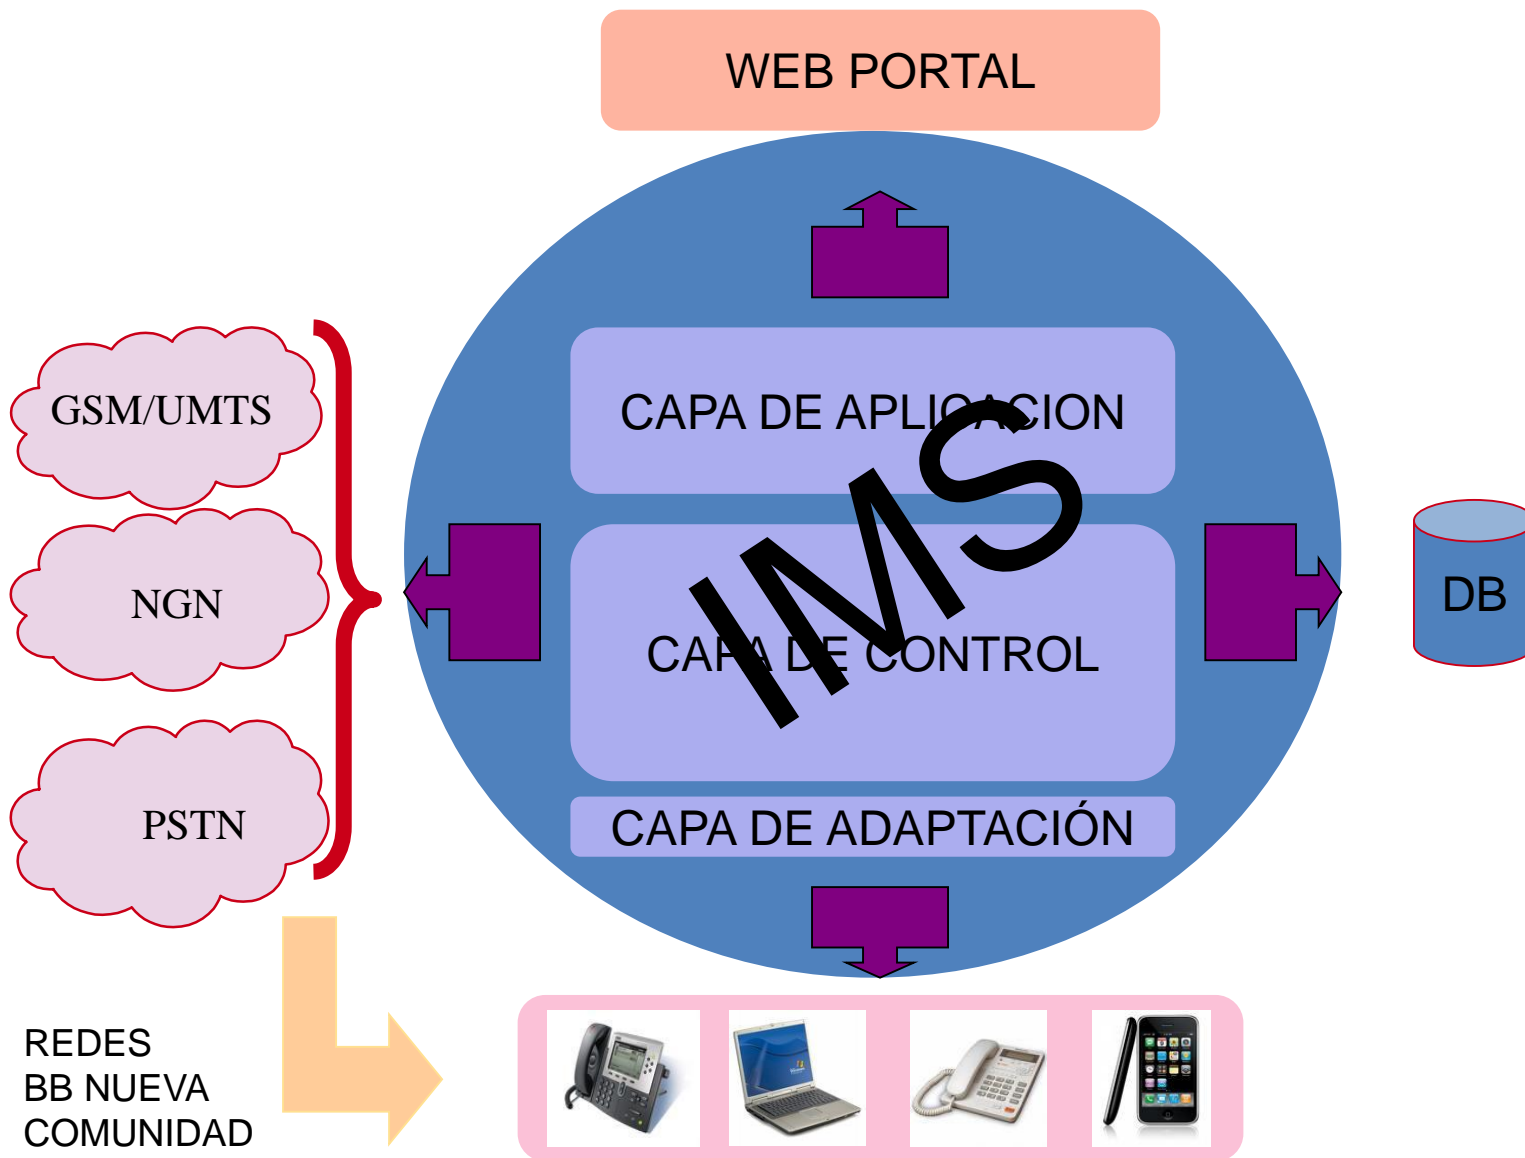 WEB PORTAL
GSM/UMTS
CAPA DE APLICACION
IMS
NGN
DB
CAPA DE CONTROL
PSTN
CAPA DE ADAPTACIÓN
REDES
BB NUEVA
COMUNIDAD